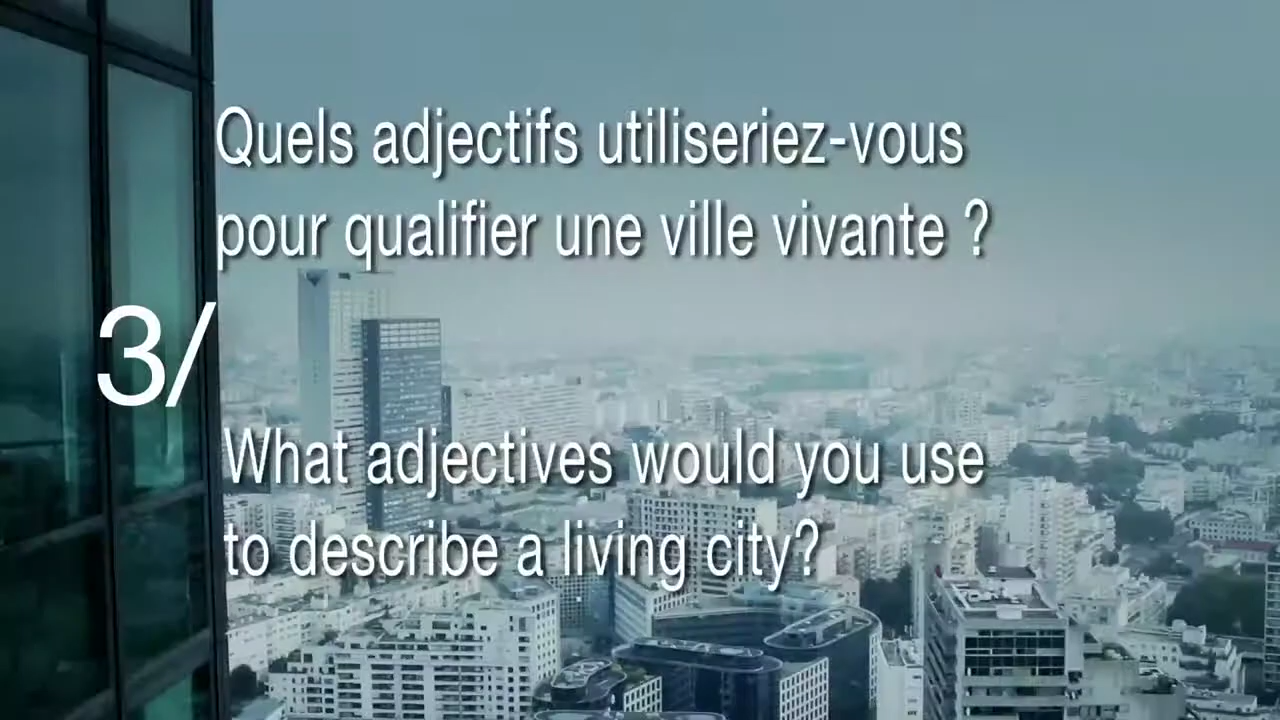 Quels adjectifs utiliseriez-vous
pour qualifier une ville vivante ?
3/
What adjectives would you use
to describe a living city?